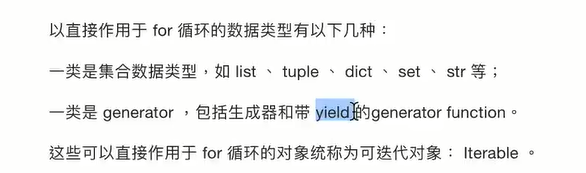 以直接作用于 for 循环的数据类型有以下几种：
一类是集合数据类型，如 list 、 tuple 、 dict 、 set 、 str 等；
一类是 generator ，包括生成器和带 yield 的generator function。
这些可以直接作用于 for 循环的对象统称为可迭代对象： Iterable 。